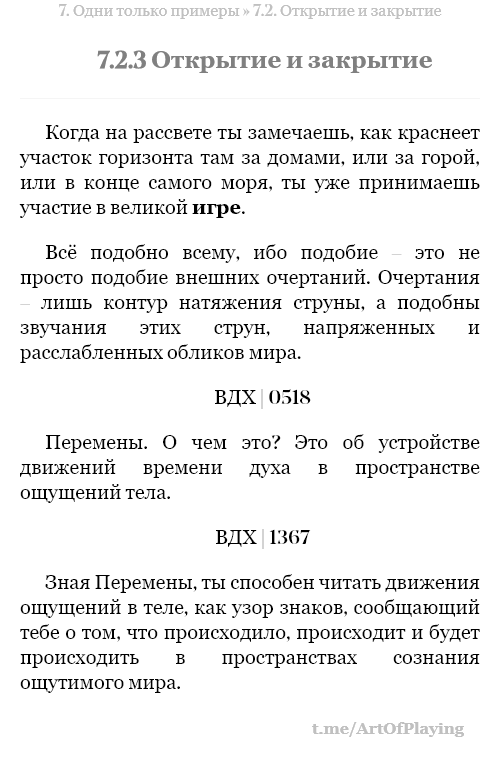 7. Одни только примеры » 7.2. Открытие и закрытие
7.2.3 Открытие и закрытие
Когда на рассвете ты замечаешь, как краснеет
участок горизонта там за домами, или за горой,
или в конце самого моря, ты уже принимаешь
участие в великой игре.
Всё подобно всему, ибо подобие – это не
просто подобие внешних очертаний. Очертания
– лишь контур натяжения струны, а подобны
звучания этих струн, напряженных и
расслабленных обликов мира.
ВДХ | 0518
Перемены. О чем это? Это об устройстве
движений времени духа в пространстве
ощущений тела.
ВДХ | 1367
Зная Перемены, ты способен читать движения
ощущений в теле, как узор знаков, сообщающий
тебе о том, что происходило, происходит и будет
происходить в пространствах сознания
ощутимого мира.
t.me/ArtOfPlaying